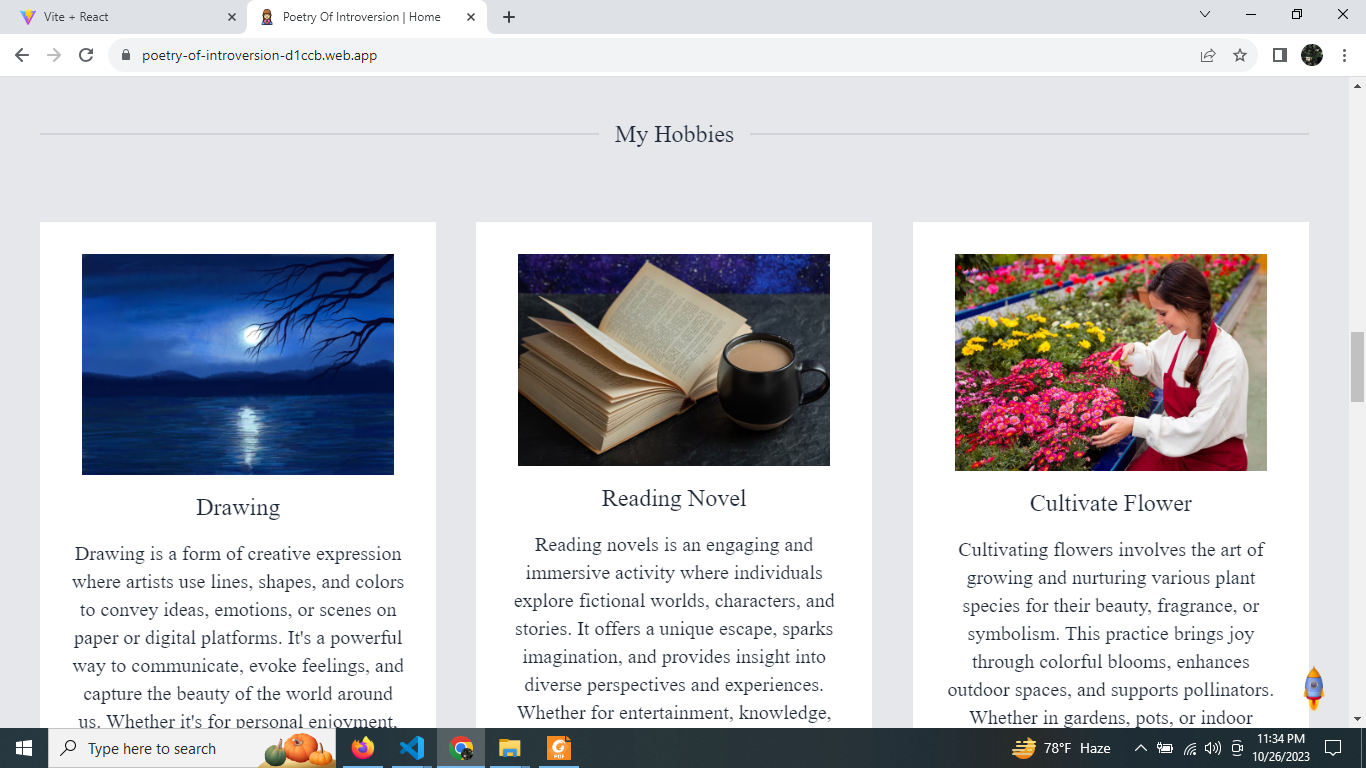 Vite + React
Poetry Of Introversion | Home
poetry-of-introversion-d1ccb.web.app
My Hobbies
Drawing
Drawing is a form of creative expression
where artists use lines, shapes, and colors
to convey ideas, emotions, or scenes on
paper or digital platforms. It's a powerful
way to communicate, evoke feelings, and
capture the beauty of the world around
us. Whether it's for personal enjoyment,
Reading Novel
Reading novels is an engaging and
immersive activity where individuals
explore fictional worlds, characters, and
stories. It offers a unique escape, sparks
imagination, and provides insight into
diverse perspectives and experiences.
Whether for entertainment, knowledge,
Cultivate Flower
Cultivating flowers involves the art of
growing and nurturing various plant
species for their beauty, fragrance, or
symbolism. This practice brings joy
through colorful blooms, enhances
outdoor spaces, and supports pollinators.
Whether in gardens, pots, or indoor
Type here to search
PDF
78°F Haze
11:34 PM
10/26/2023